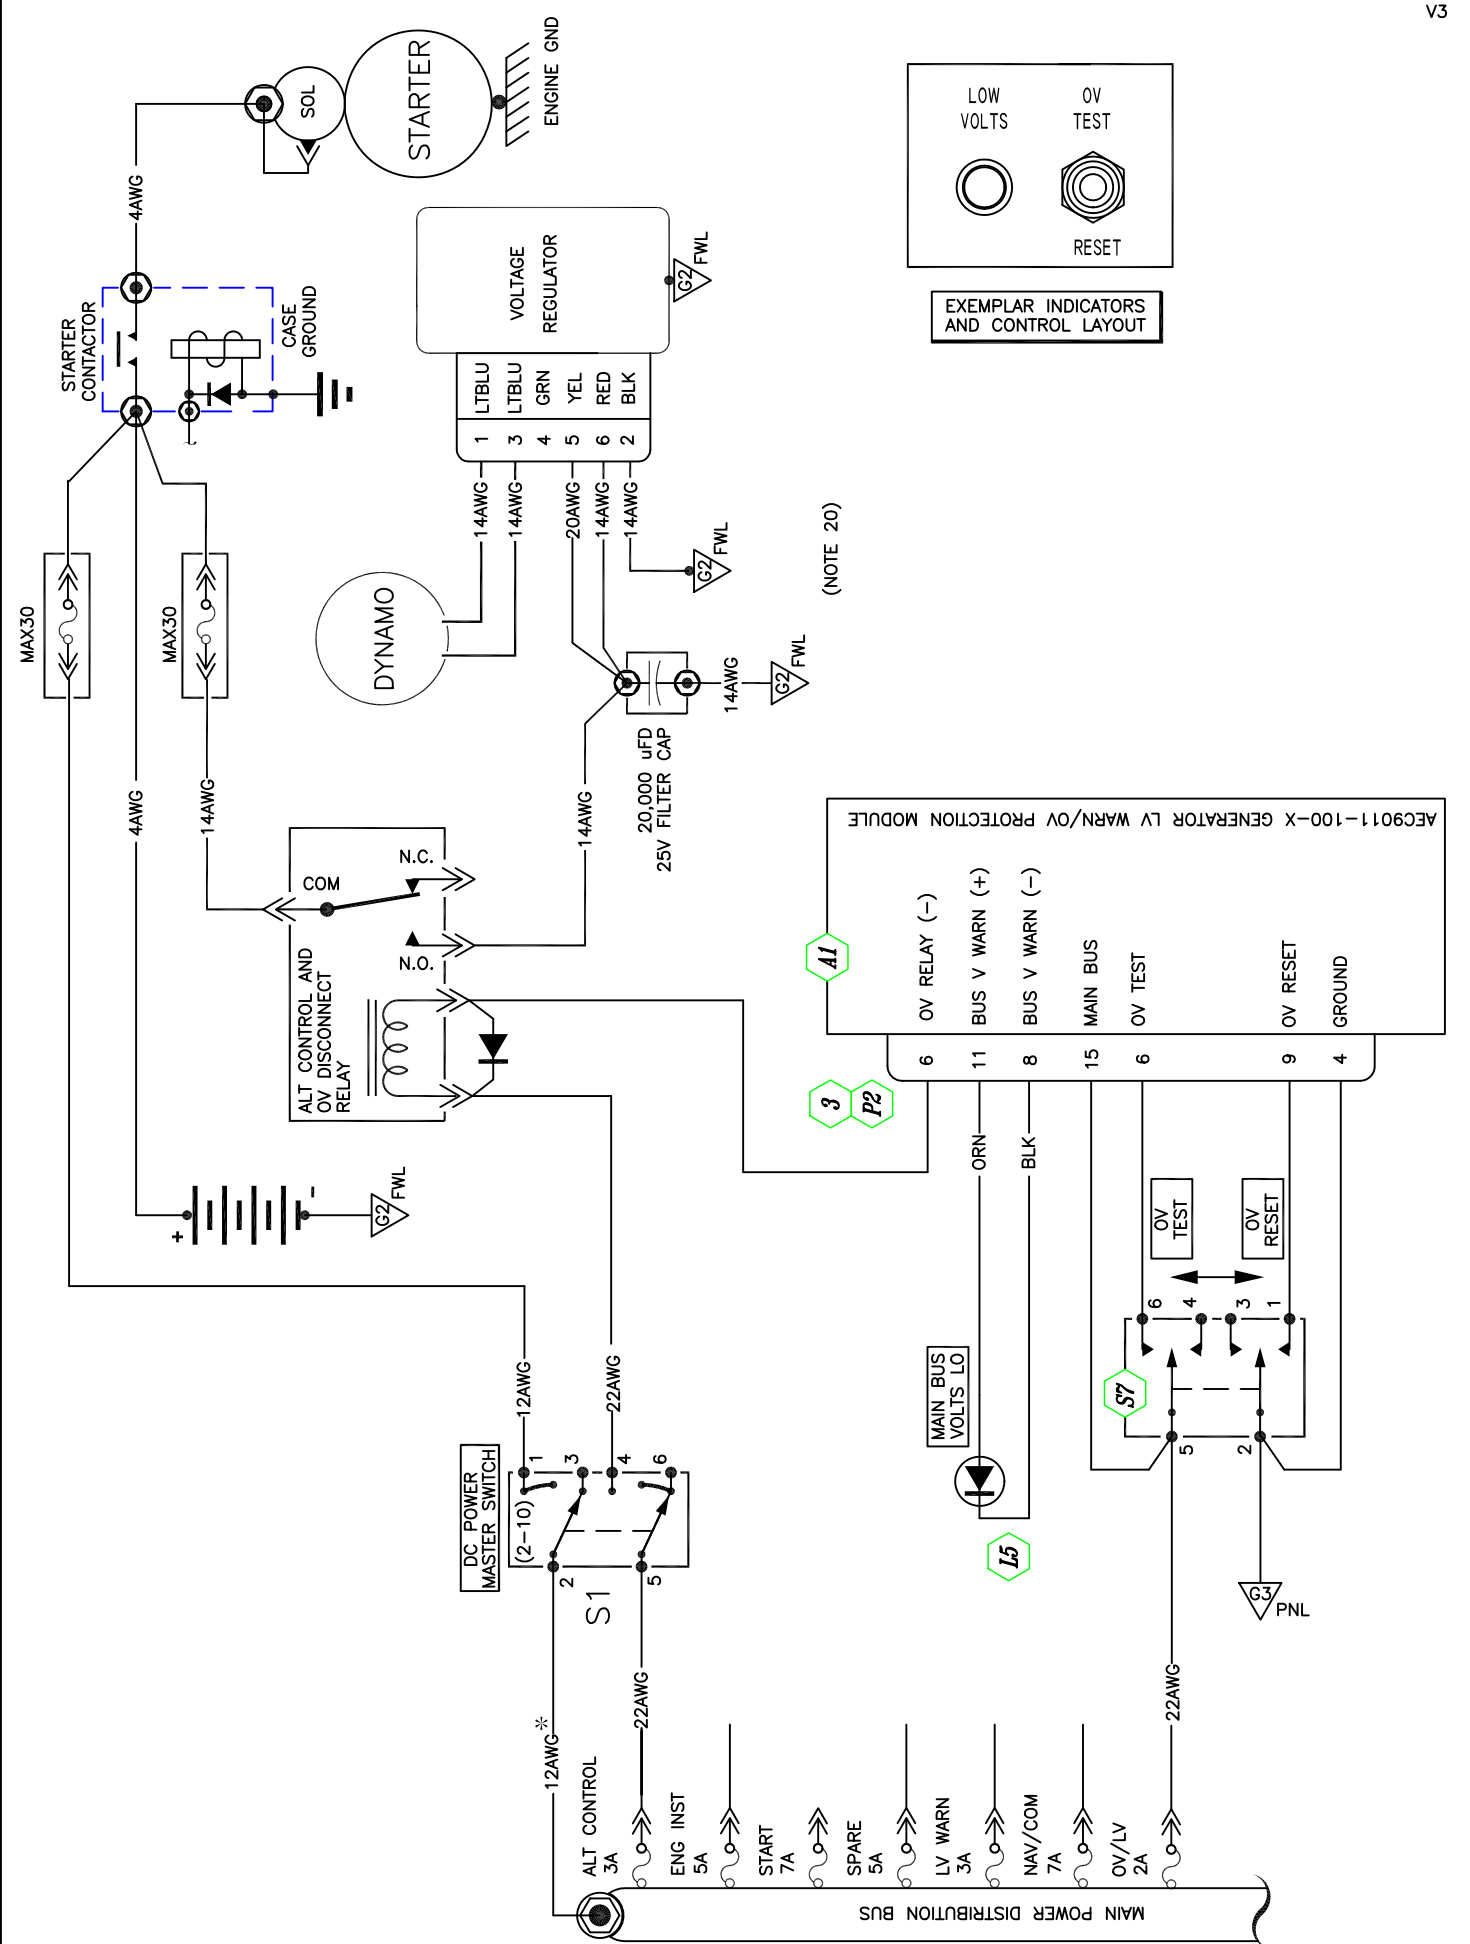 V3
4AWG
SOL
STARTER
ENGINE GND
LOW
VOLTS
OV
TEST
RESET
EXEMPLAR INDICATORS
AND CONTROL LAYOUT
STARTER
CONTACTOR
CASE
GROUND
VOLTAGE
REGULATOR
G2
FWL
LTBLU
LTBLU
GRN
YEL
RED
BLK
1
3
4
5
6
2
14AWG
14AWG
20AWG
14AWG
14AWG
G2
FWL
(NOTE 20)
MAX30
MAX30
DYNAMO
14AWG
G2
FWL
20,000 uFD
25V FILTER CAP
4AWG
14AWG
14AWG
COM
N.C.
N.O.
ALT CONTROL AND
OV DISCONNECT
RELAY
AEC9011-100-X GENERATOR LV WARN/OV PROTECTION MODULE
A1
OV RELAY (-)
BUS V WARN (+)
BUS V WARN (-)
MAIN BUS
OV TEST
OV RESET
GROUND
6
11
8
15
6
9
4
3
P2
ORN
BLK
+
-
G2
FWL
OV
TEST
OV
RESET
6
4
3
1
S7
5
2
MAIN BUS
VOLTS LO
L5
G3
PNL
12AWG
22AWG
DC POWER
MASTER SWITCH
(2-10)
1
3
4
6
2
5
S1
12AWG*
22AWG
22AWG
ALT CONTROL
3A
ENG INST
5A
START
7A
SPARE
5A
LV WARN
3A
NAV/COM
7A
OV/LV
2A
MAIN POWER DISTRIBUTION BUS